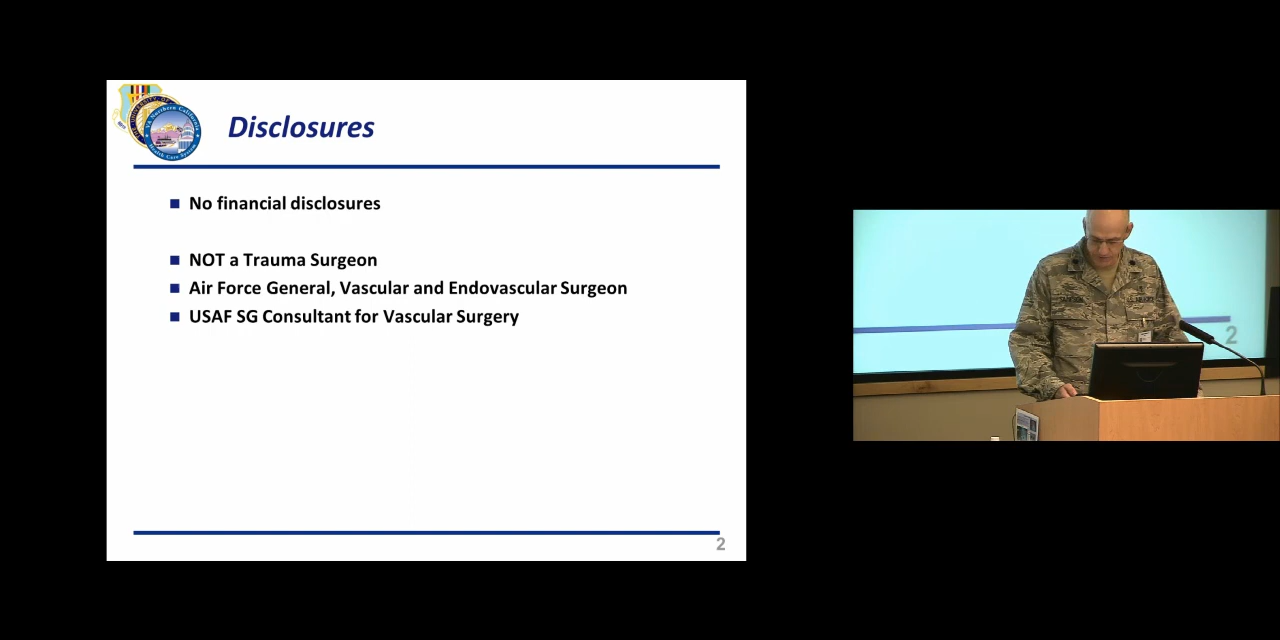 Disclosures
No financial disclosures
NOT a Trauma Surgeon
Air Force General, Vascular and Endovascular Surgeon
USAF SG Consultant for Vascular Surgery
2
2